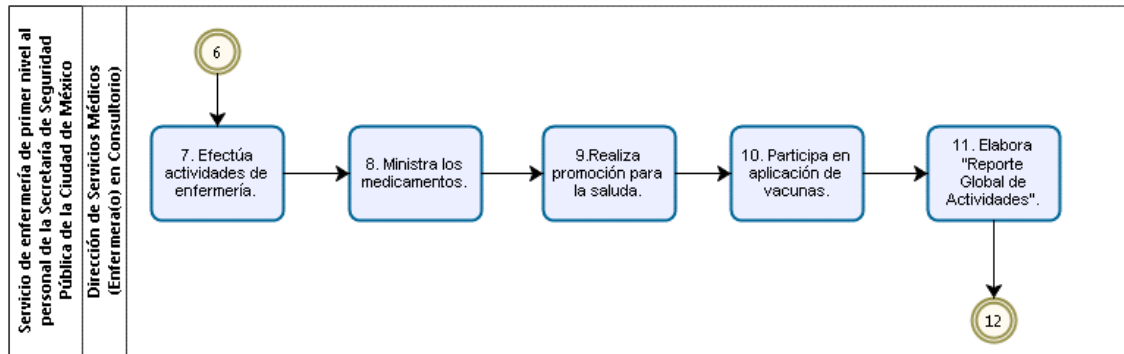 Servicio de enfermería de primer nivel al
personal de la Secretaría de Seguridad
Pública de la Ciudad de México
Dirección de Servicios Médicos
(Enfermera(o) en Consultorio)
6
7. Efectúa
actividades de
enfermería.
8. Ministra los
medicamentos.
9.Realiza
promoción para
la saluda.
10. Participa en
aplicación de
vacunas.
11. Elabora
"Reporte
Global de
Actividades".
12